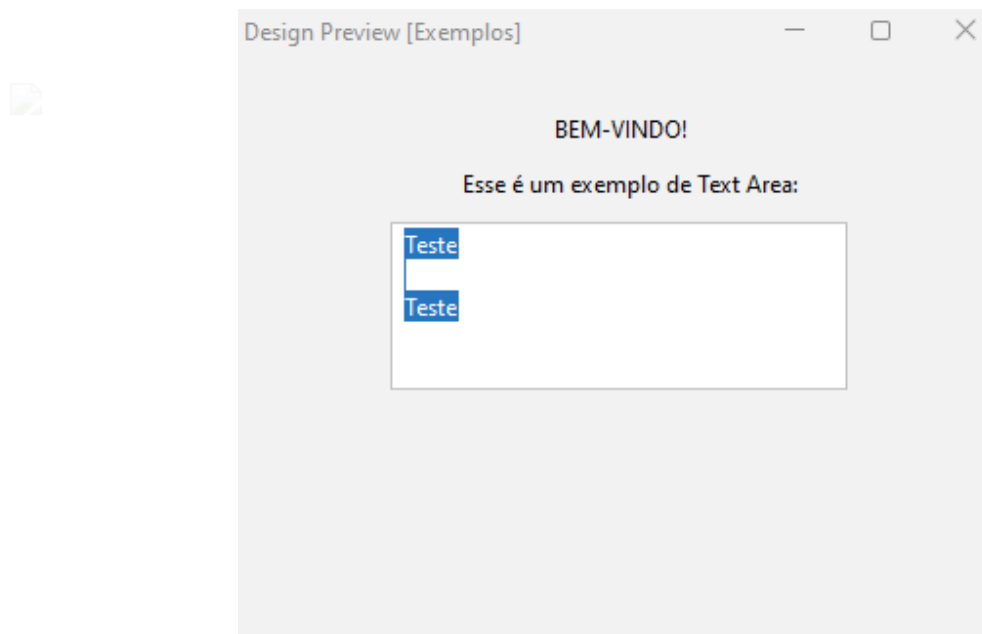 Design Preview [Exemplos]
BEM-VINDO!
Esse é um exemplo de Text Area:
Teste
Teste